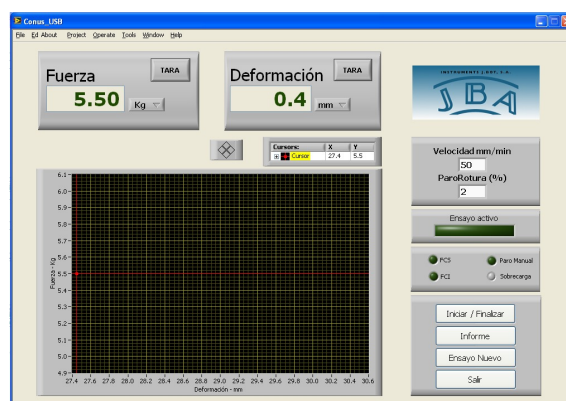 Conus_USB
File Ed About Project Operate Tools Window Help
Fuerza
TARA
5.50
Kg
Deformación
TARA
0.4
mm
INSTRUMENTS J·BOT, S.A.
JBA
Cursors: X Y
Cursor 27.4 5.5
Velocidad mm/min
50
ParoRotura (%)
2
Ensayo activo
PCS
Paro Manual
FCI
Sobrecarga
Iniciar / Finalizar
Informe
Ensayo Nuevo
Salir
Fuerza - Kg
6.1
6.0
5.9
5.8
5.7
5.6
5.5
5.4
5.3
5.2
5.1
5.0
4.9
27.4 27.6 27.8 28.0 28.2 28.4 28.6 28.8 29.0 29.2 29.4 29.6 29.8 30.0 30.2 30.4 30.6
Deformación - mm